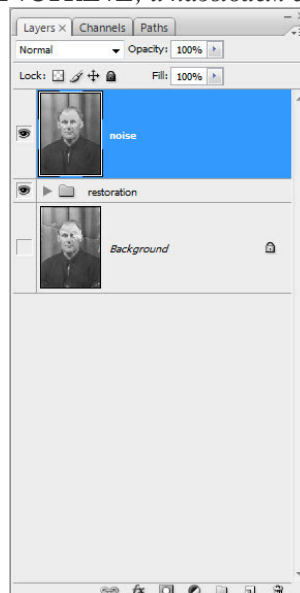 Layers × Channels Paths
Normal Opacity: 100%
Lock: Fill: 100%
noise
restoration
Background